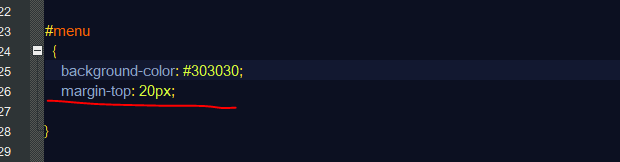 22
23 #menu
24 {
25 background-color: #303030;
26 margin-top: 20px;
27
28 }
29